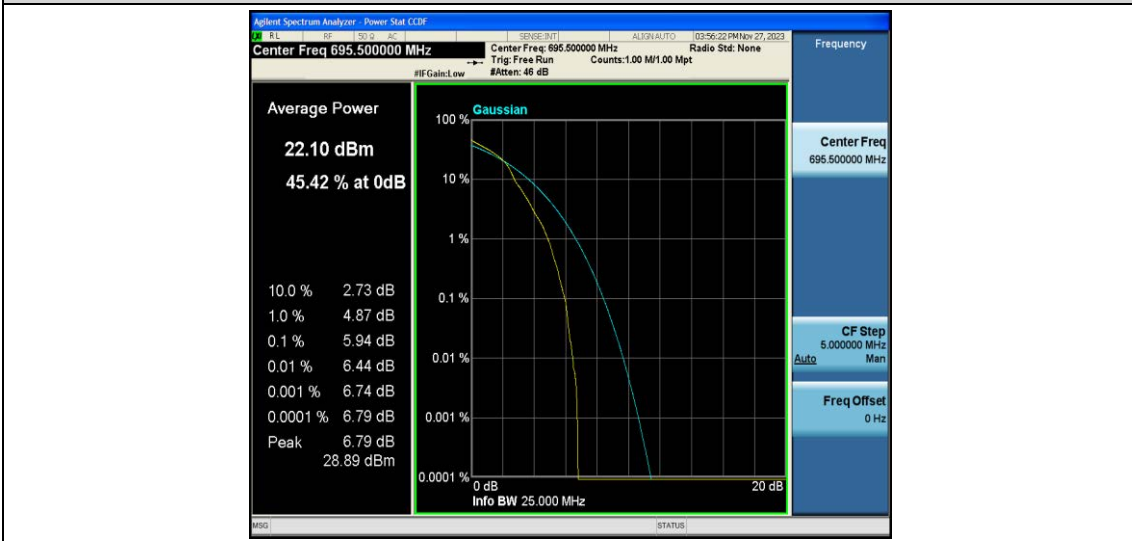 Agilent Spectrum Analyzer - Power Stat CCDF
RL RF 50 Ω AC SENSE:INT ALIGN AUTO 03:56:22 PM Nov 27, 2023
Center Freq 695.500000 MHz
Center Freq: 695.500000 MHz Radio Std: None
Trig: Free Run Counts:1.00 M/1.00 Mpt
#IFGain:Low #Atten: 46 dB
Frequency
Average Power
22.10 dBm
45.42 % at 0dB
10.0 % 2.73 dB
1.0 % 4.87 dB
0.1 % 5.94 dB
0.01 % 6.44 dB
0.001 % 6.74 dB
0.0001 % 6.79 dB
Peak 6.79 dB
28.89 dBm
Gaussian
100 %
10 %
1 %
0.1 %
0.01 %
0.001 %
0.0001 %
0 dB 20 dB
Info BW 25.000 MHz
Center Freq
695.500000 MHz
CF Step
5.000000 MHz
Auto Man
Freq Offset
0 Hz
MSG STATUS